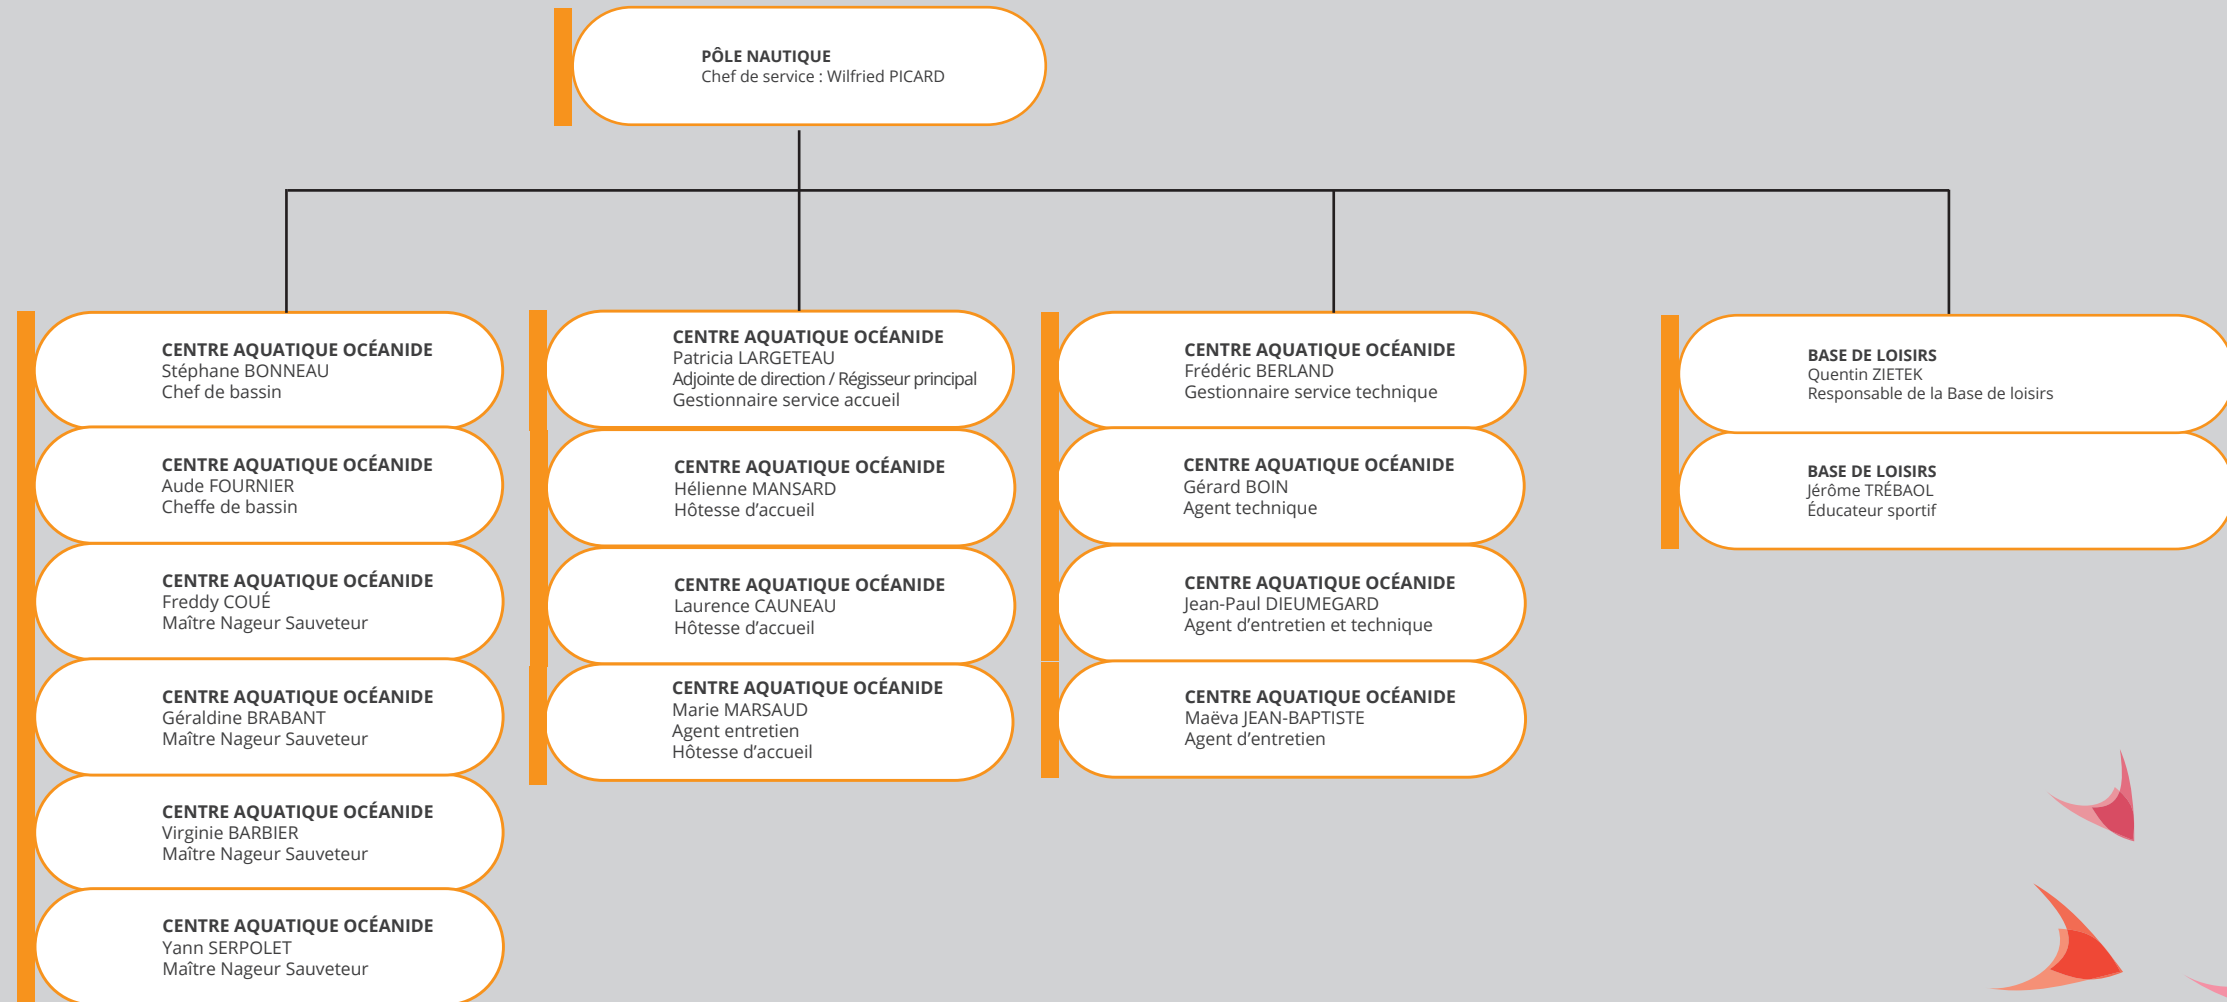 PÔLE NAUTIQUE
Chef de service : Wilfried PICARD
CENTRE AQUATIQUE OCÉANIDE
Stéphane BONNEAU
Chef de bassin
CENTRE AQUATIQUE OCÉANIDE
Aude FOURNIER
Cheffe de bassin
CENTRE AQUATIQUE OCÉANIDE
Freddy COUÉ
Maître Nageur Sauveteur
CENTRE AQUATIQUE OCÉANIDE
Géraldine BRABANT
Maître Nageur Sauveteur
CENTRE AQUATIQUE OCÉANIDE
Virginie BARBIER
Maître Nageur Sauveteur
CENTRE AQUATIQUE OCÉANIDE
Yann SERPOLET
Maître Nageur Sauveteur
CENTRE AQUATIQUE OCÉANIDE
Patricia LARGETEAU
Adjointe de direction / Régisseur principal
Gestionnaire service accueil
CENTRE AQUATIQUE OCÉANIDE
Hélienne MANSARD
Hôtesse d’accueil
CENTRE AQUATIQUE OCÉANIDE
Laurence CAUNEAU
Hôtesse d’accueil
CENTRE AQUATIQUE OCÉANIDE
Marie MARSAUD
Agent entretien
Hôtesse d’accueil
CENTRE AQUATIQUE OCÉANIDE
Frédéric BERLAND
Gestionnaire service technique
CENTRE AQUATIQUE OCÉANIDE
Gérard BOIN
Agent technique
CENTRE AQUATIQUE OCÉANIDE
Jean-Paul DIEUMEGARD
Agent d’entretien et technique
CENTRE AQUATIQUE OCÉANIDE
Maëva JEAN-BAPTISTE
Agent d’entretien
BASE DE LOISIRS
Quentin ZIETEK
Responsable de la Base de loisirs
BASE DE LOISIRS
Jérôme TRÉBAOL
Éducateur sportif